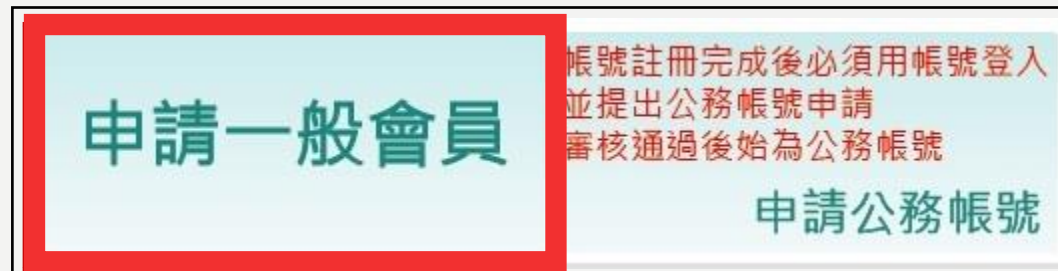 申請一般會員
帳號註冊完成後必須用帳號登入
並提出公務帳號申請
審核通過後始為公務帳號
申請公務帳號